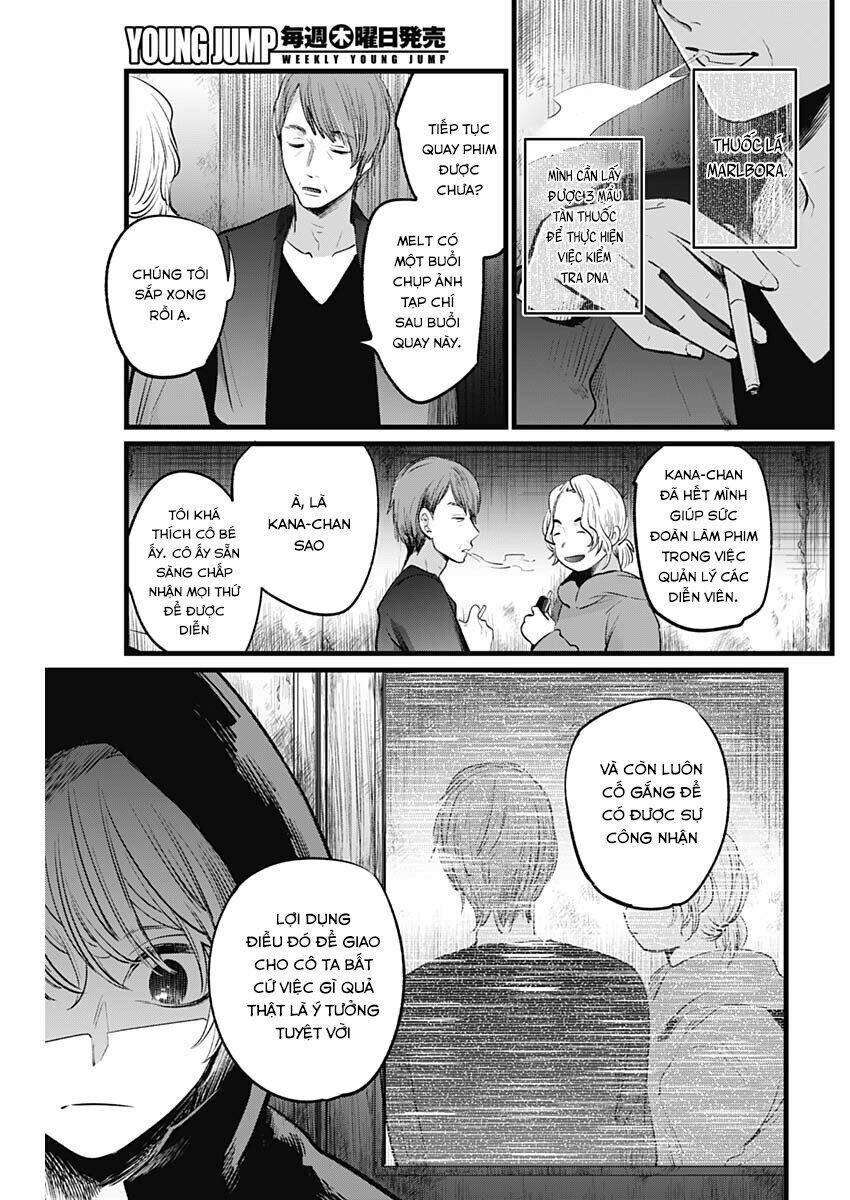 YOUNG JUMP 毎週木曜日発売
WEEKLY YOUNG JUMP
THUỐC LÁ
MARLBORA.
MÌNH CẦN LẤY
ĐƯỢC 3 MẨU
TÀN THUỐC
ĐỂ THỰC HIỆN
VIỆC KIỂM
TRA DNA
TIẾP TỤC
QUAY PHIM
ĐƯỢC
CHƯA?
MELT CÓ
MỘT BUỔI
CHỤP ẢNH
TẠP CHÍ
SAU BUỔI
QUAY NÀY.
CHÚNG TÔI
SẮP XONG
RỒI Ạ.
KANA-CHAN
ĐÃ HẾT MÌNH
GIÚP SỨC
ĐOÀN LÀM PHIM
TRONG VIỆC
QUẢN LÝ CÁC
DIỄN VIÊN.
À, LÀ
KANA-CHAN
SAO
TÔI KHÁ
THÍCH CÔ BÉ
ẤY. CÔ ẤY SẴN
SÀNG CHẤP
NHẬN MỌI THỨ
ĐỂ ĐƯỢC
DIỄN
VÀ CÒN LUÔN
CỐ GẮNG ĐỂ
CÓ ĐƯỢC SỰ
CÔNG NHẬN
LỢI DỤNG
ĐIỀU ĐÓ ĐỂ GIAO
CHO CÔ TA BẤT
CỨ VIỆC GÌ QUẢ
THẬT LÀ Ý TƯỞNG
TUYỆT VỜI